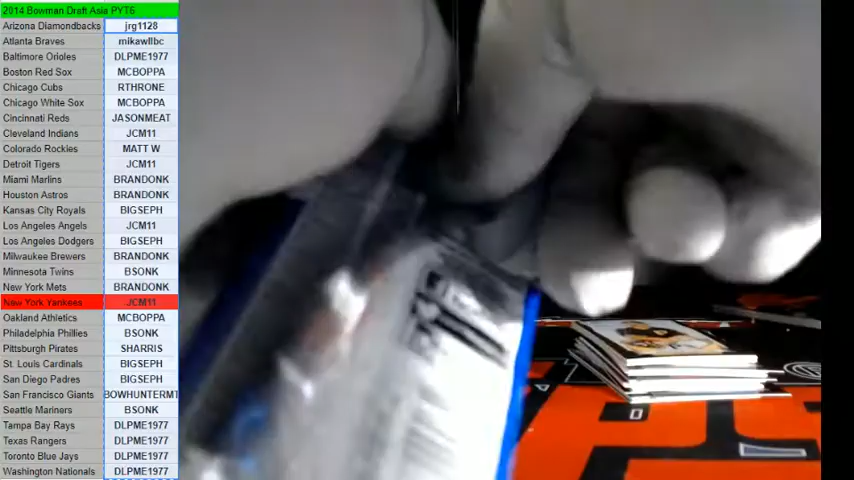 2014 Bowman Draft Asia PYT6
Arizona Diamondbacks jrg1128
Atlanta Braves mikawllbc
Baltimore Orioles DLPME1977
Boston Red Sox MCBOPPA
Chicago Cubs RTHRONE
Chicago White Sox MCBOPPA
Cincinnati Reds JASONMEAT
Cleveland Indians JCM11
Colorado Rockies MATT W
Detroit Tigers JCM11
Miami Marlins BRANDONK
Houston Astros BRANDONK
Kansas City Royals BIGSEPH
Los Angeles Angels JCM11
Los Angeles Dodgers BIGSEPH
Milwaukee Brewers BRANDONK
Minnesota Twins BSONK
New York Mets BRANDONK
New York Yankees JCM11
Oakland Athletics MCBOPPA
Philadelphia Phillies BSONK
Pittsburgh Pirates SHARRIS
St. Louis Cardinals BIGSEPH
San Diego Padres BIGSEPH
San Francisco Giants BOWHUNTERMT
Seattle Mariners BSONK
Tampa Bay Rays DLPME1977
Texas Rangers DLPME1977
Toronto Blue Jays DLPME1977
Washington Nationals DLPME1977